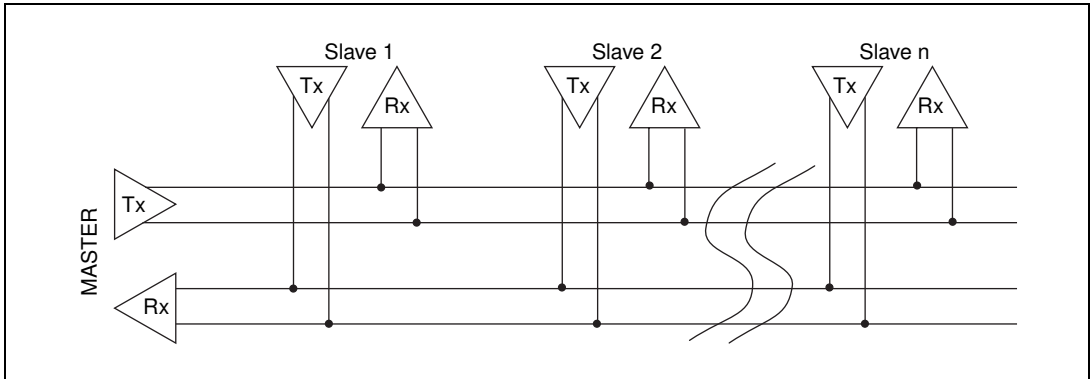 Slave 1
Slave 2
Slave n
Tx
Rx
Tx
Rx
Tx
Rx
MASTER
Tx
Rx